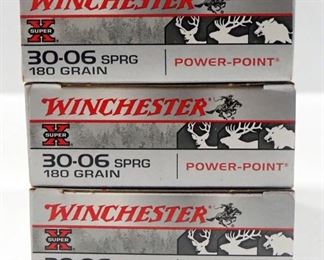 SUPER X
30-06 SPRG
180 GRAIN
POWER-POINT®
WINCHESTER
SUPER X
30-06 SPRG
180 GRAIN
POWER-POINT®
WINCHESTER
SUPER X